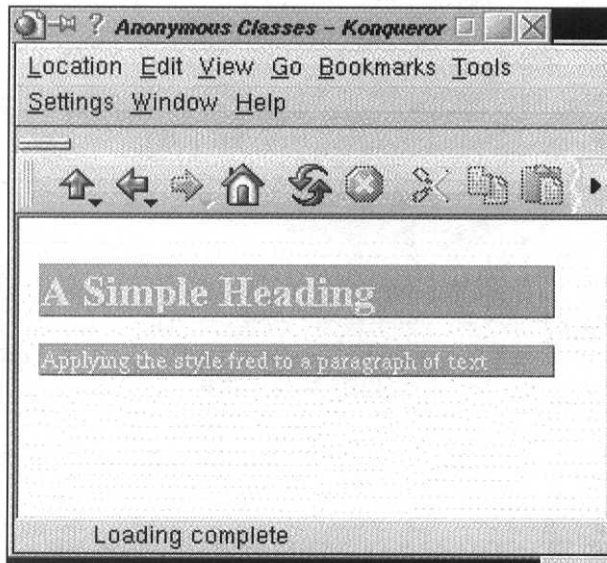 ? Anonymous Classes – Konqueror
Location Edit View Go Bookmarks Tools
Settings Window Help
A Simple Heading
Applying the style fred to a paragraph of text
Loading complete